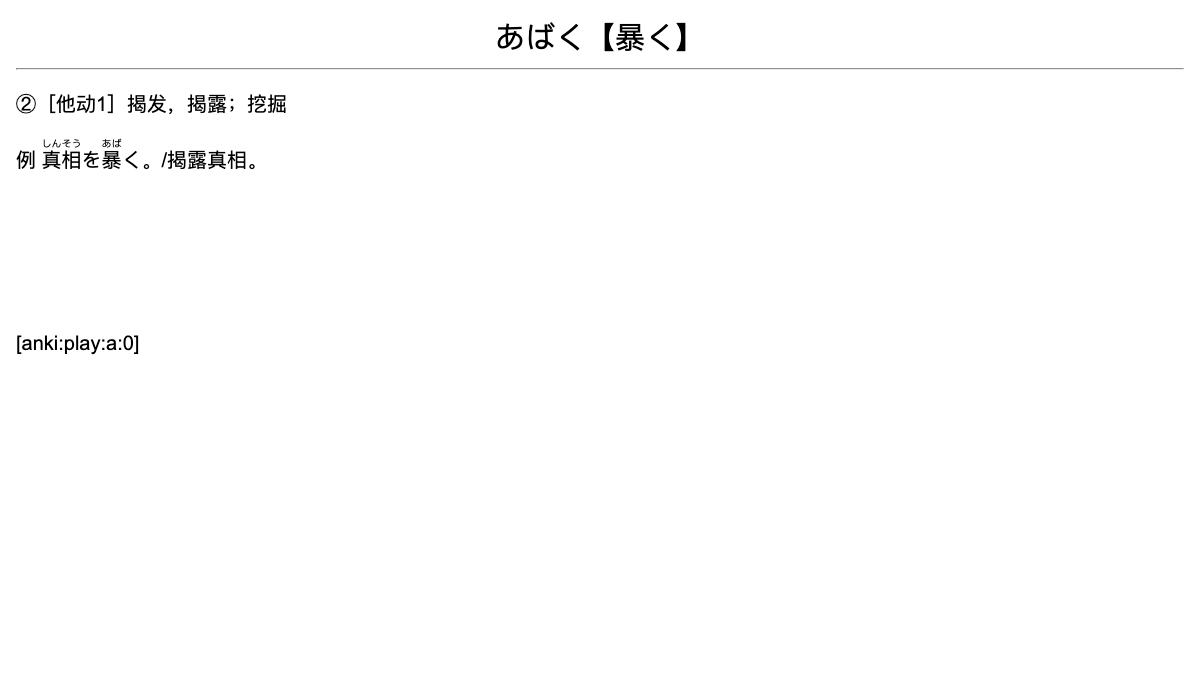 あばく【暴く】
②［他动1］揭发，揭露；挖掘
しんそう あば
例 真相を暴く。/揭露真相。
[anki:play:a:0]